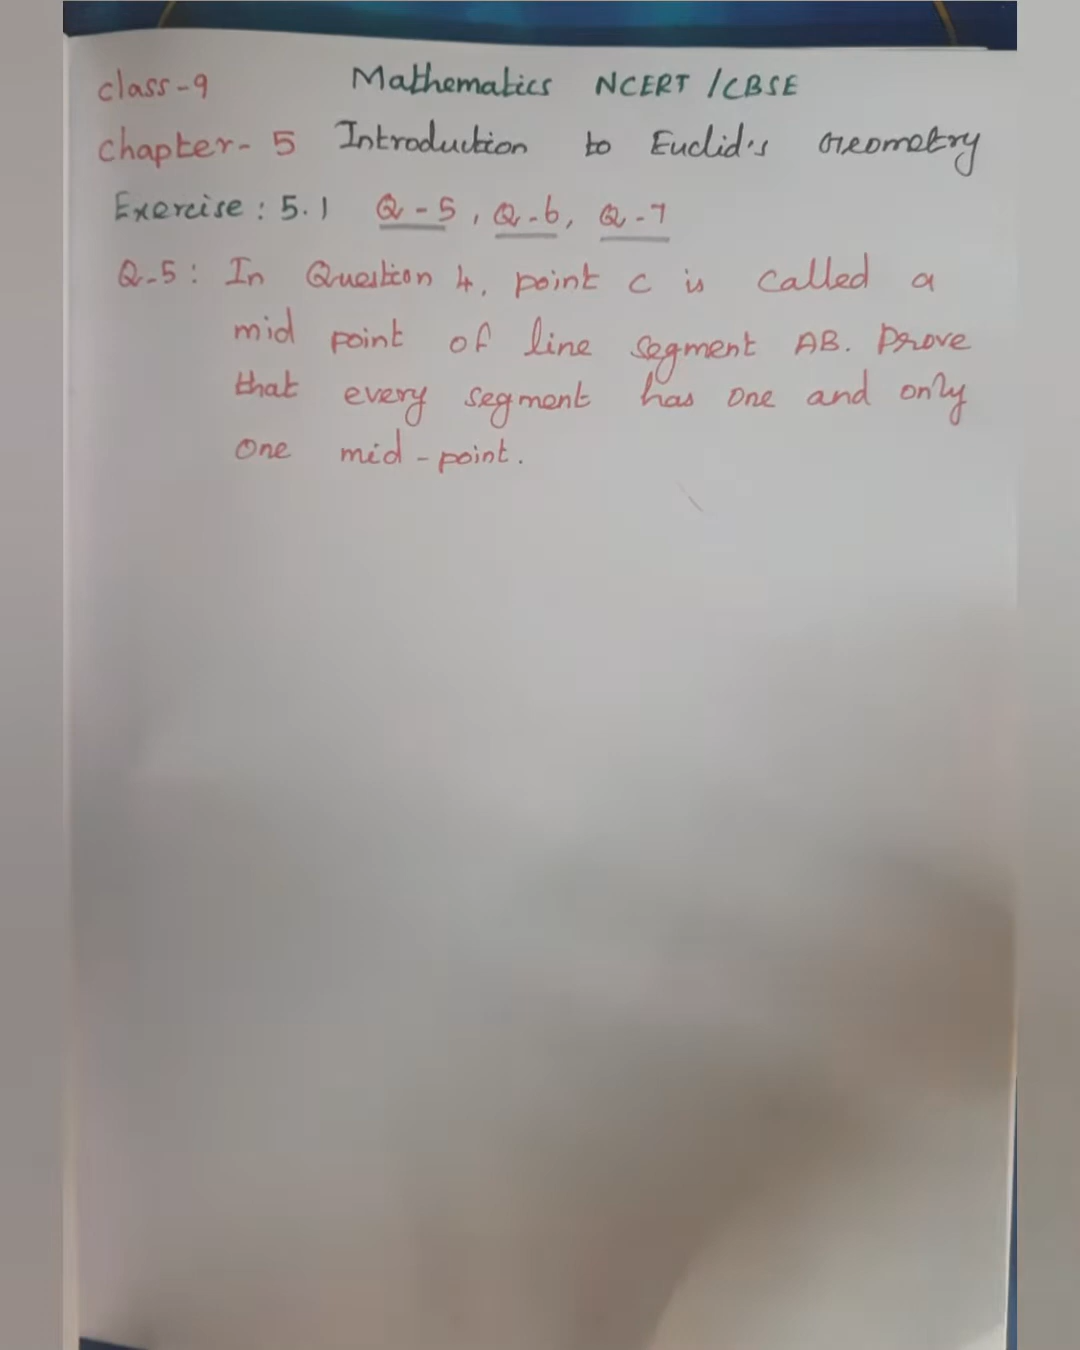 class-9 Mathematics NCERT /CBSE
chapter- 5 Introduction to Euclid's Geometry
Exercise: 5.1 Q-5, Q-6, Q-7
Q-5: In Question 4, point C is called a
mid point of line segment AB. Prove
that every segment has one and only
one mid-point.